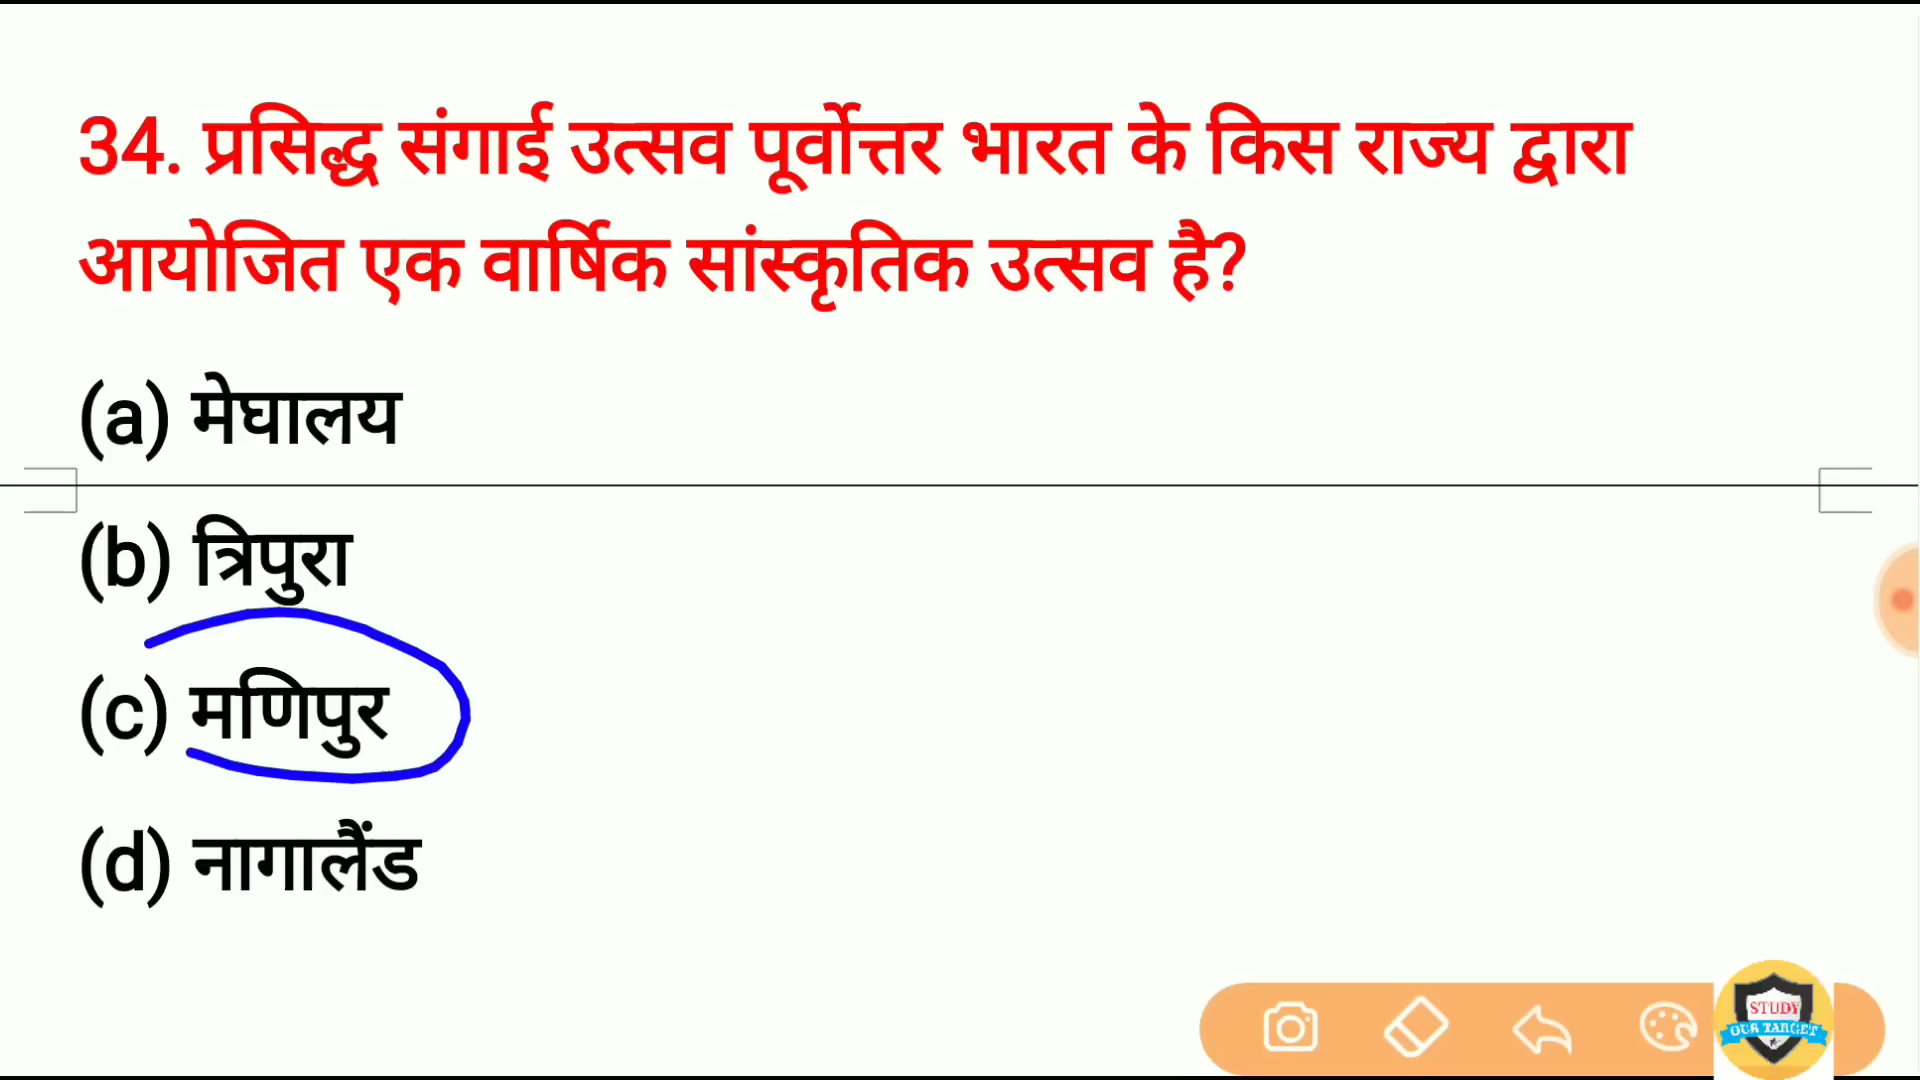 34. प्रसिद्ध संगाई उत्सव पूर्वोत्तर भारत के किस राज्य द्वारा
आयोजित एक वार्षिक सांस्कृतिक उत्सव है?
(a) मेघालय
(b) त्रिपुरा
(c) मणिपुर
(d) नागालैंड
STUDY
OUR TARGET